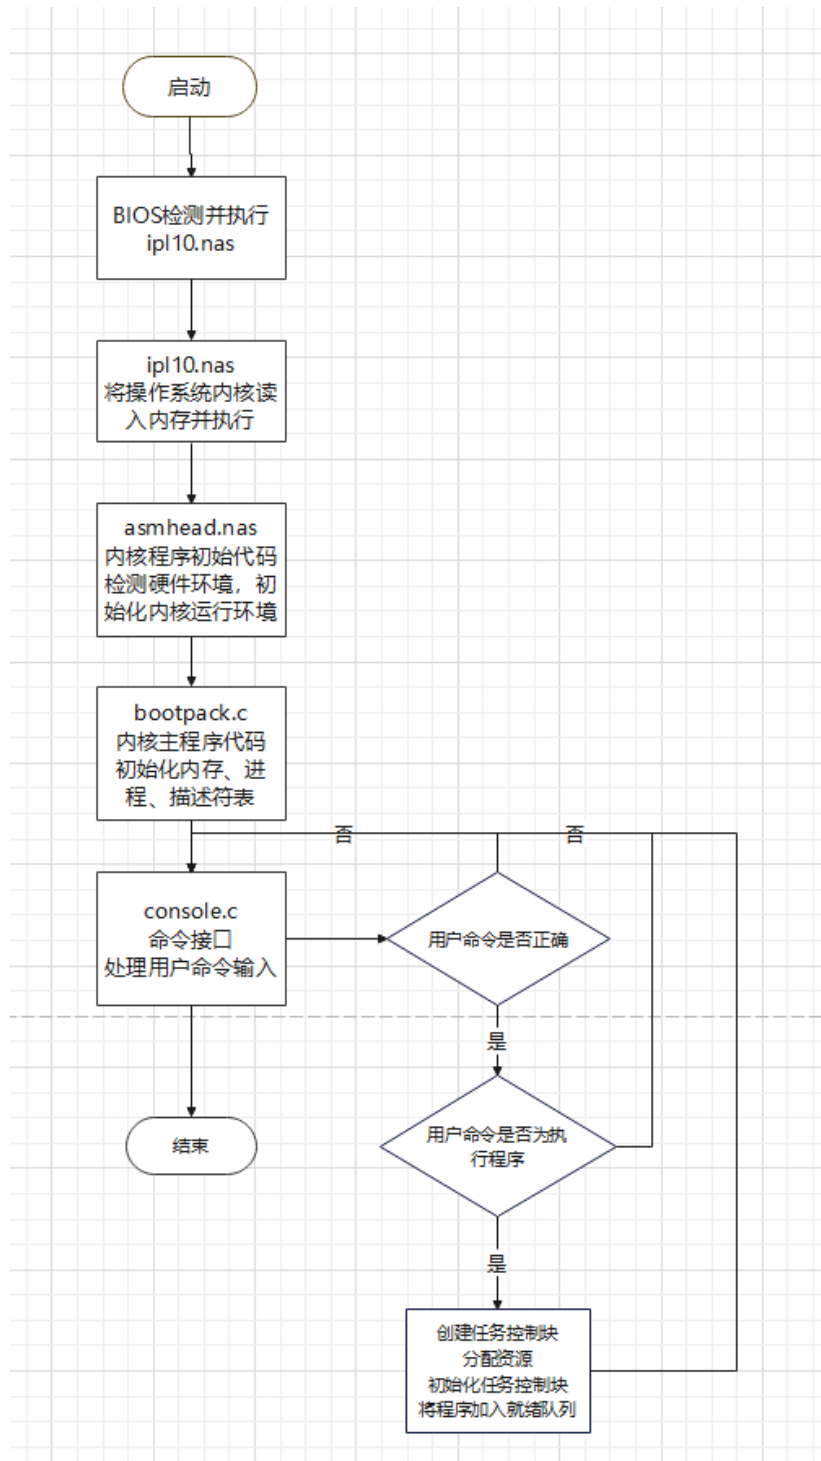 启动
BIOS检测并执行
ipl10.nas
ipl10.nas
将操作系统内核读
入内存并执行
asmhead.nas
内核程序初始代码
检测硬件环境，初
始化内核运行环境
bootpack.c
内核主程序代码
初始化内存、进
程、描述符表
否
否
console.c
命令接口
处理用户命令输入
用户命令是否正确
是
结束
用户命令是否为执
行程序
是
创建任务控制块
分配资源
初始化任务控制块
将程序加入就绪队列